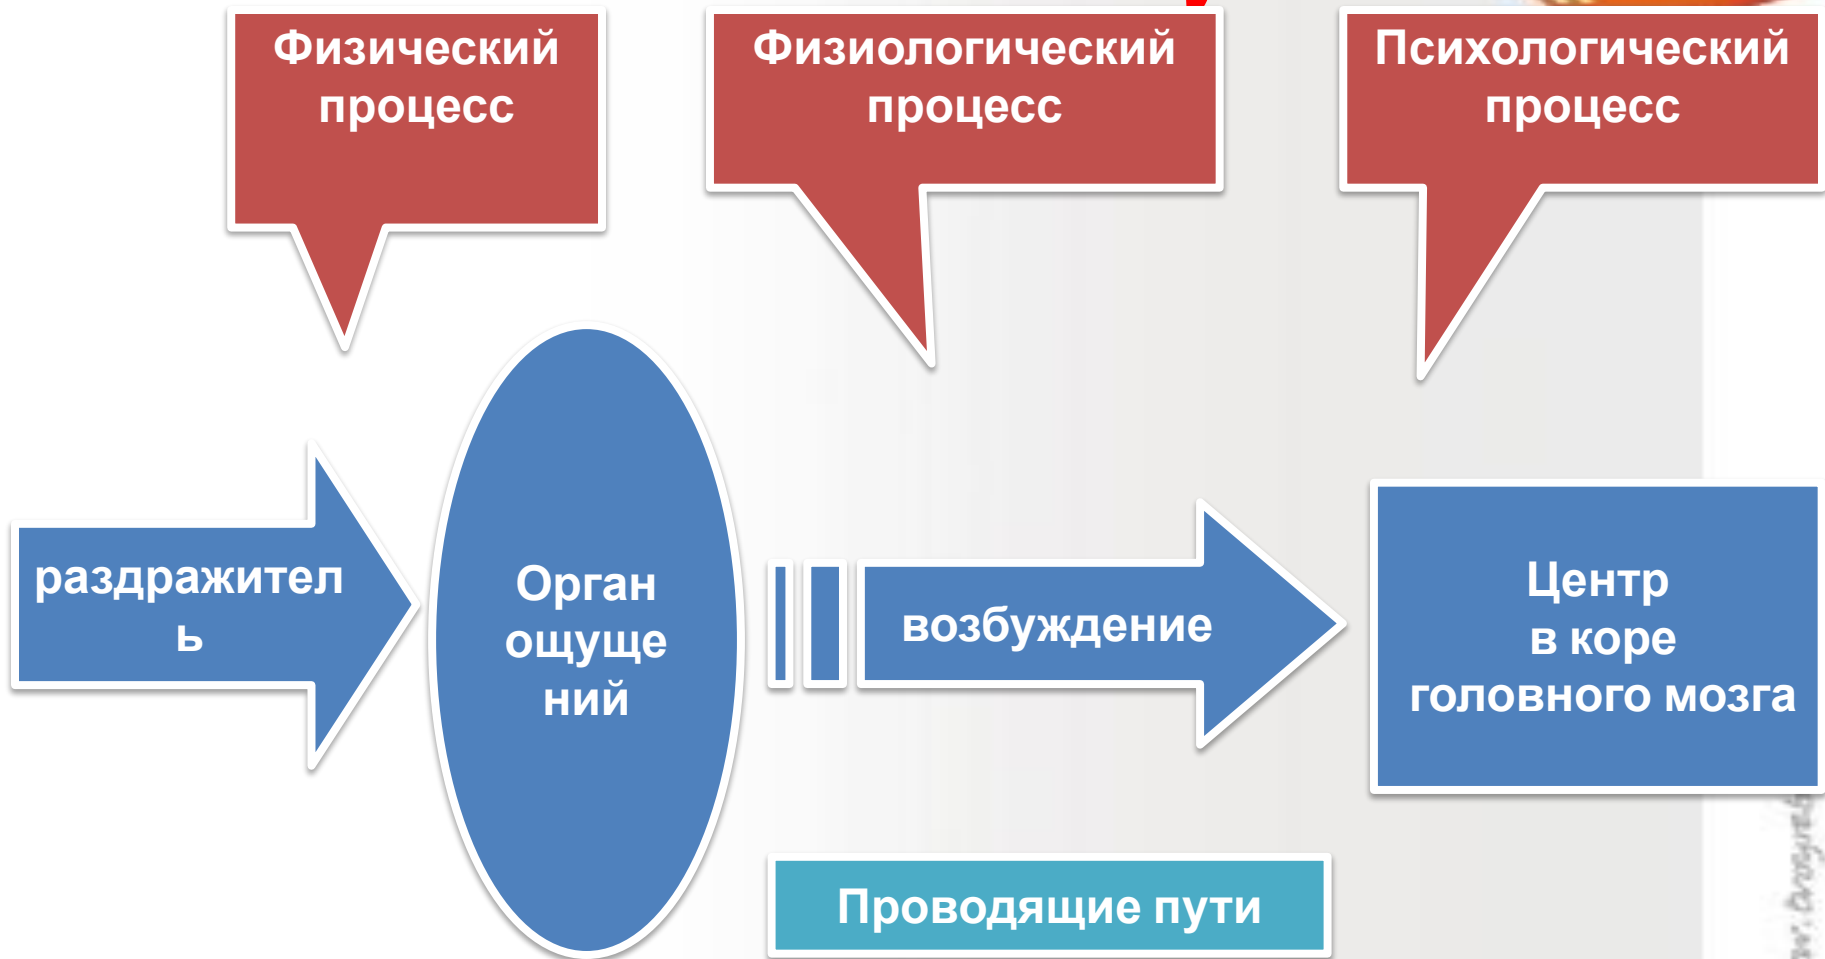 Физический
процесс
Физиологический
процесс
Психологический
процесс
раздражител
ь
Орган
ощуще
ний
возбуждение
Центр
в коре
головного мозга
Проводящие пути